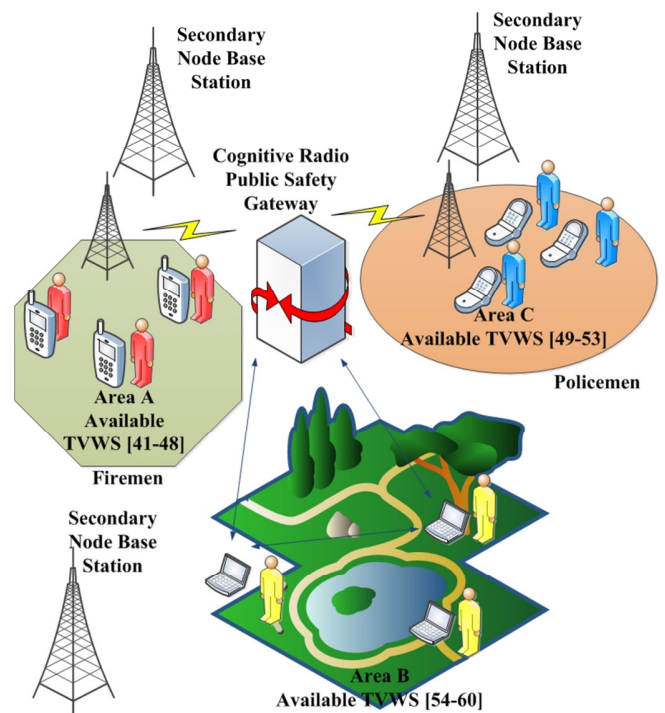 Secondary
Node Base
Station
Secondary
Node Base
Station
Cognitive Radio
Public Safety
Gateway
Area C
Available TVWS [49-53]
Policemen
Area A
Available
TVWS [41-48]
Firemen
Secondary
Node Base
Station
Area B
Available TVWS [54-60]